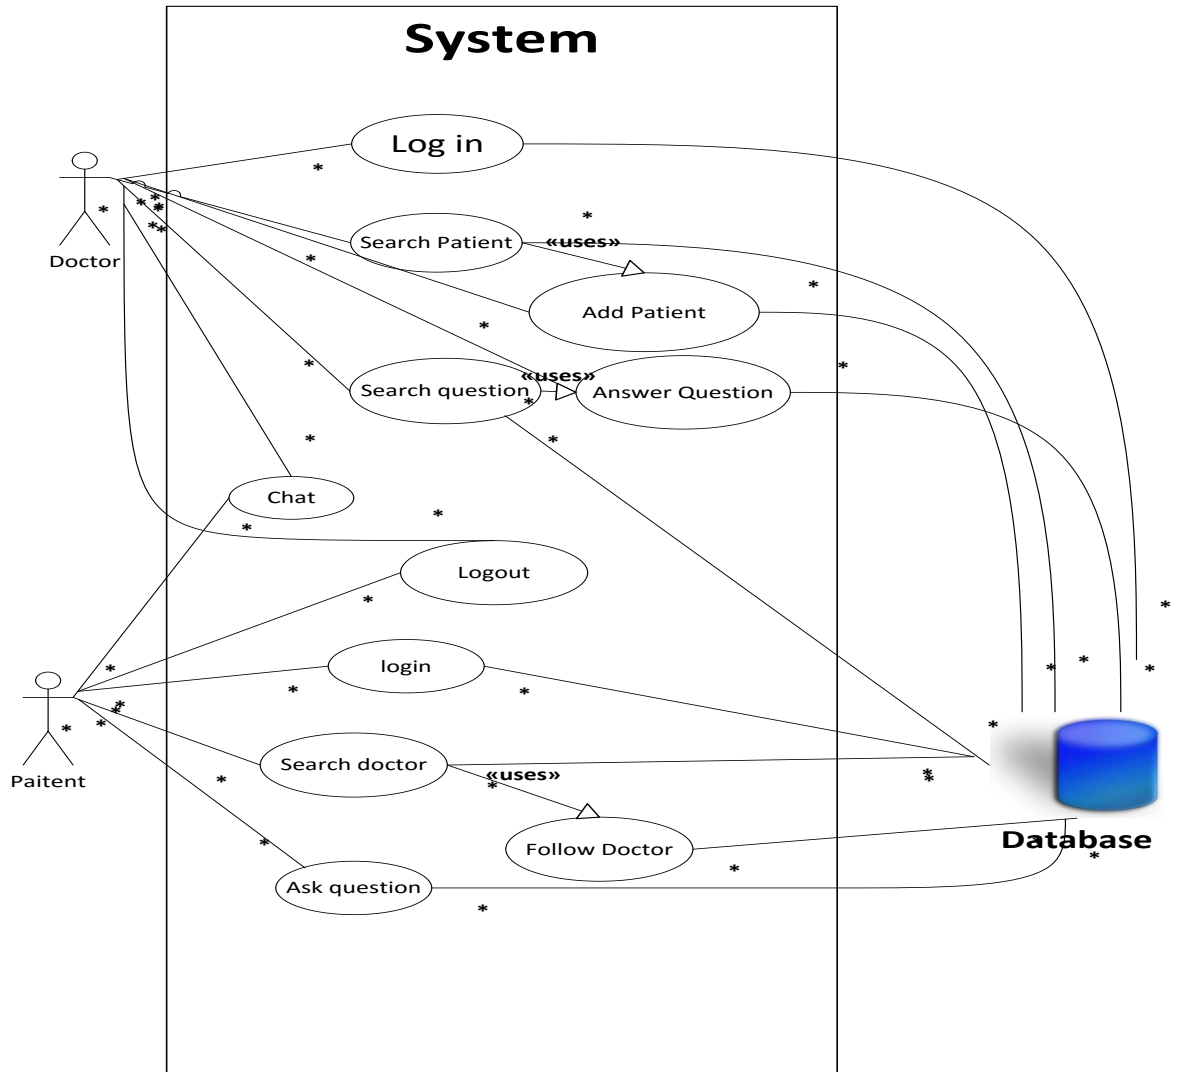 System
Log in
Doctor
Search Patient
«uses»
Add Patient
«uses»
Search question
Answer Question
Chat
Logout
login
Paitent
Search doctor
«uses»
Database
Follow Doctor
Ask question